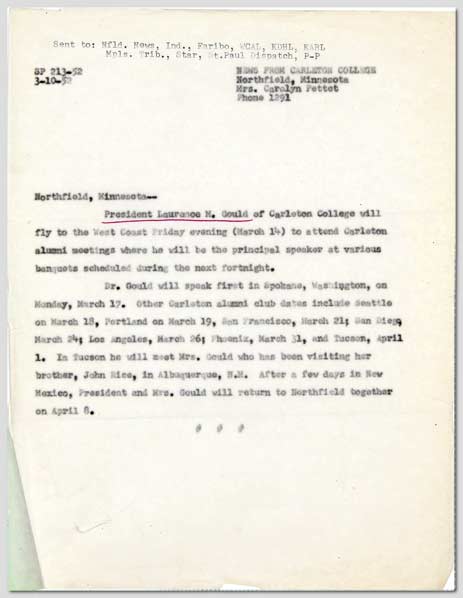 Sent to: Nfld. News, Ind., Faribo, WCAL, KDHL, KARL
Mpls. Trib., Star, St.Paul Dispatch, P-P
SP 213-52
3-10-52
NEWS FROM CARLETON COLLEGE
Northfield, Minnesota
Mrs. Carolyn Pettet
Phone 1291
Northfield, Minnesota--
President Laurence M. Gould of Carleton College will
fly to the West Coast Friday evening (March 14) to attend Carleton
alumni meetings where he will be the principal speaker at various
banquets scheduled during the next fortnight.
Dr. Gould will speak first in Spokane, Washington, on
Monday, March 17. Other Carleton alumni club dates include Seattle
on March 18, Portland on March 19, San Francisco, March 21; San Diego,
March 24; Los Angeles, March 26; Phoenix, March 31, and Tucson, April
1. In Tucson he will meet Mrs. Gould who has been visiting her
brother, John Rice, in Albuquerque, N.M. After a few days in New
Mexico, President and Mrs. Gould will return to Northfield together
on April 8.
# # #